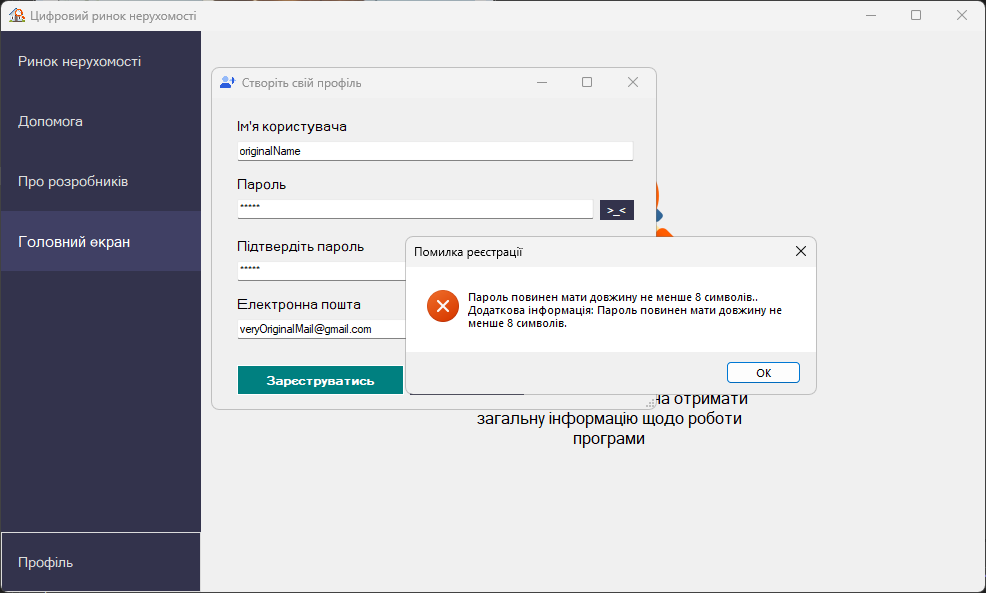 Цифровий ринок нерухомості
Ринок нерухомості
Допомога
Про розробників
Головний екран
Профіль
Створіть свій профіль
Ім'я користувача
originalName
Пароль
*****
>_<
Підтвердіть пароль
*****
Електронна пошта
veryOriginalMail@gmail.com
Зареєструватись
Помилка реєстрації
Пароль повинен мати довжину не менше 8 символів..
Додаткова інформація: Пароль повинен мати довжину не
менше 8 символів.
OK
на отримати
загальну інформацію щодо роботи
програми